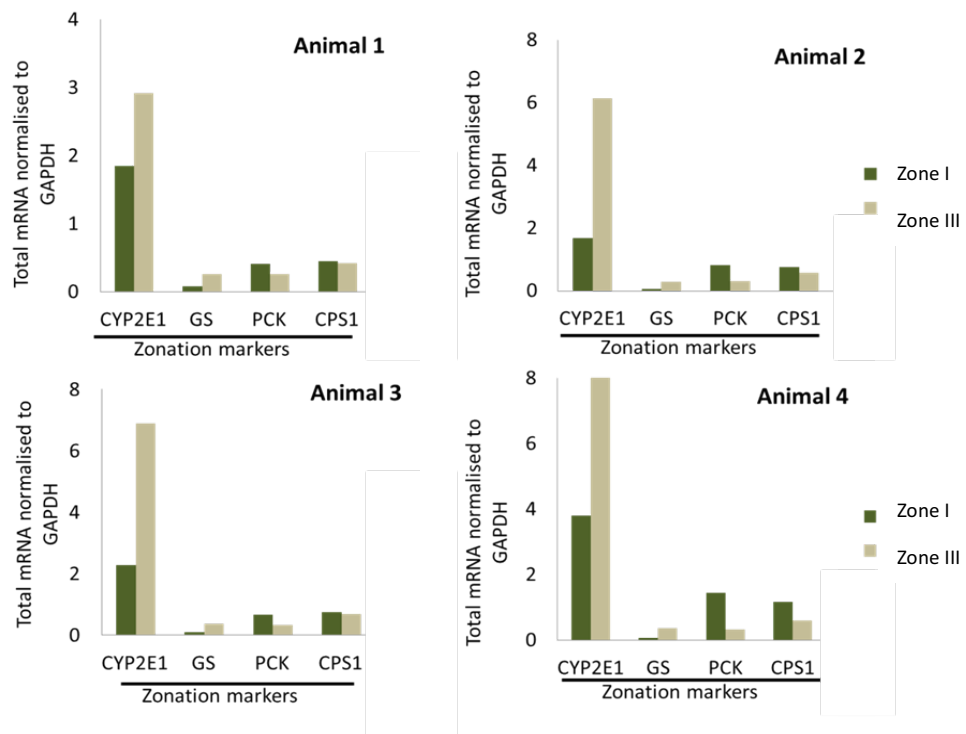 Animal 1
Total mRNA normalised to
GAPDH
4
3
2
1
0
CYP2E1 GS PCK CPS1
Zonation markers
Animal 2
Total mRNA normalised to
GAPDH
8
6
4
2
0
CYP2E1 GS PCK CPS1
Zonation markers
Zone I
Zone III
Animal 3
Total mRNA normalised to
GAPDH
8
6
4
2
0
CYP2E1 GS PCK CPS1
Zonation markers
Animal 4
Total mRNA normalised to
GAPDH
8
6
4
2
0
CYP2E1 GS PCK CPS1
Zonation markers
Zone I
Zone III